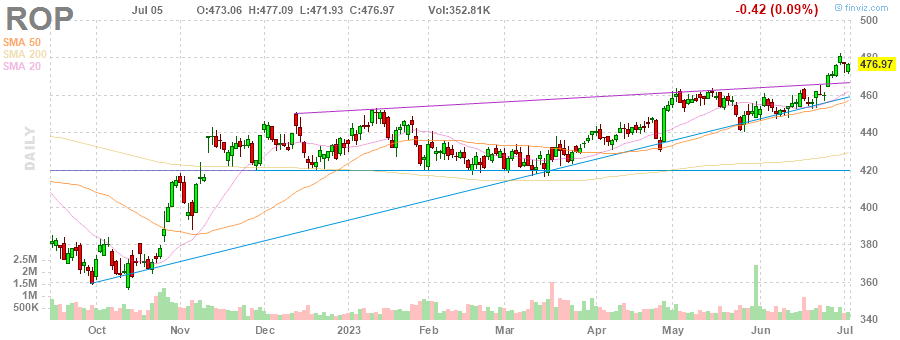 ROP Jul 05 O:473.06 H:477.09 L:471.93 C:476.97 Vol:352.81K -0.42 (0.09%) finviz.com
SMA 50
SMA 200
SMA 20
DAILY
500
480
476.97
460
440
420
400
380
360
340
2.5M
2M
1.5M
1M
500K
Oct Nov Dec 2023 Feb Mar Apr May Jun Jul